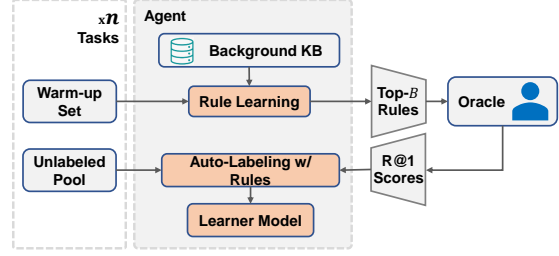 xn
Tasks
Agent
Background KB
Warm-up
Set
Rule Learning
Top-B
Rules
Oracle
Unlabeled
Pool
Auto-Labeling w/
Rules
R@1
Scores
Learner Model